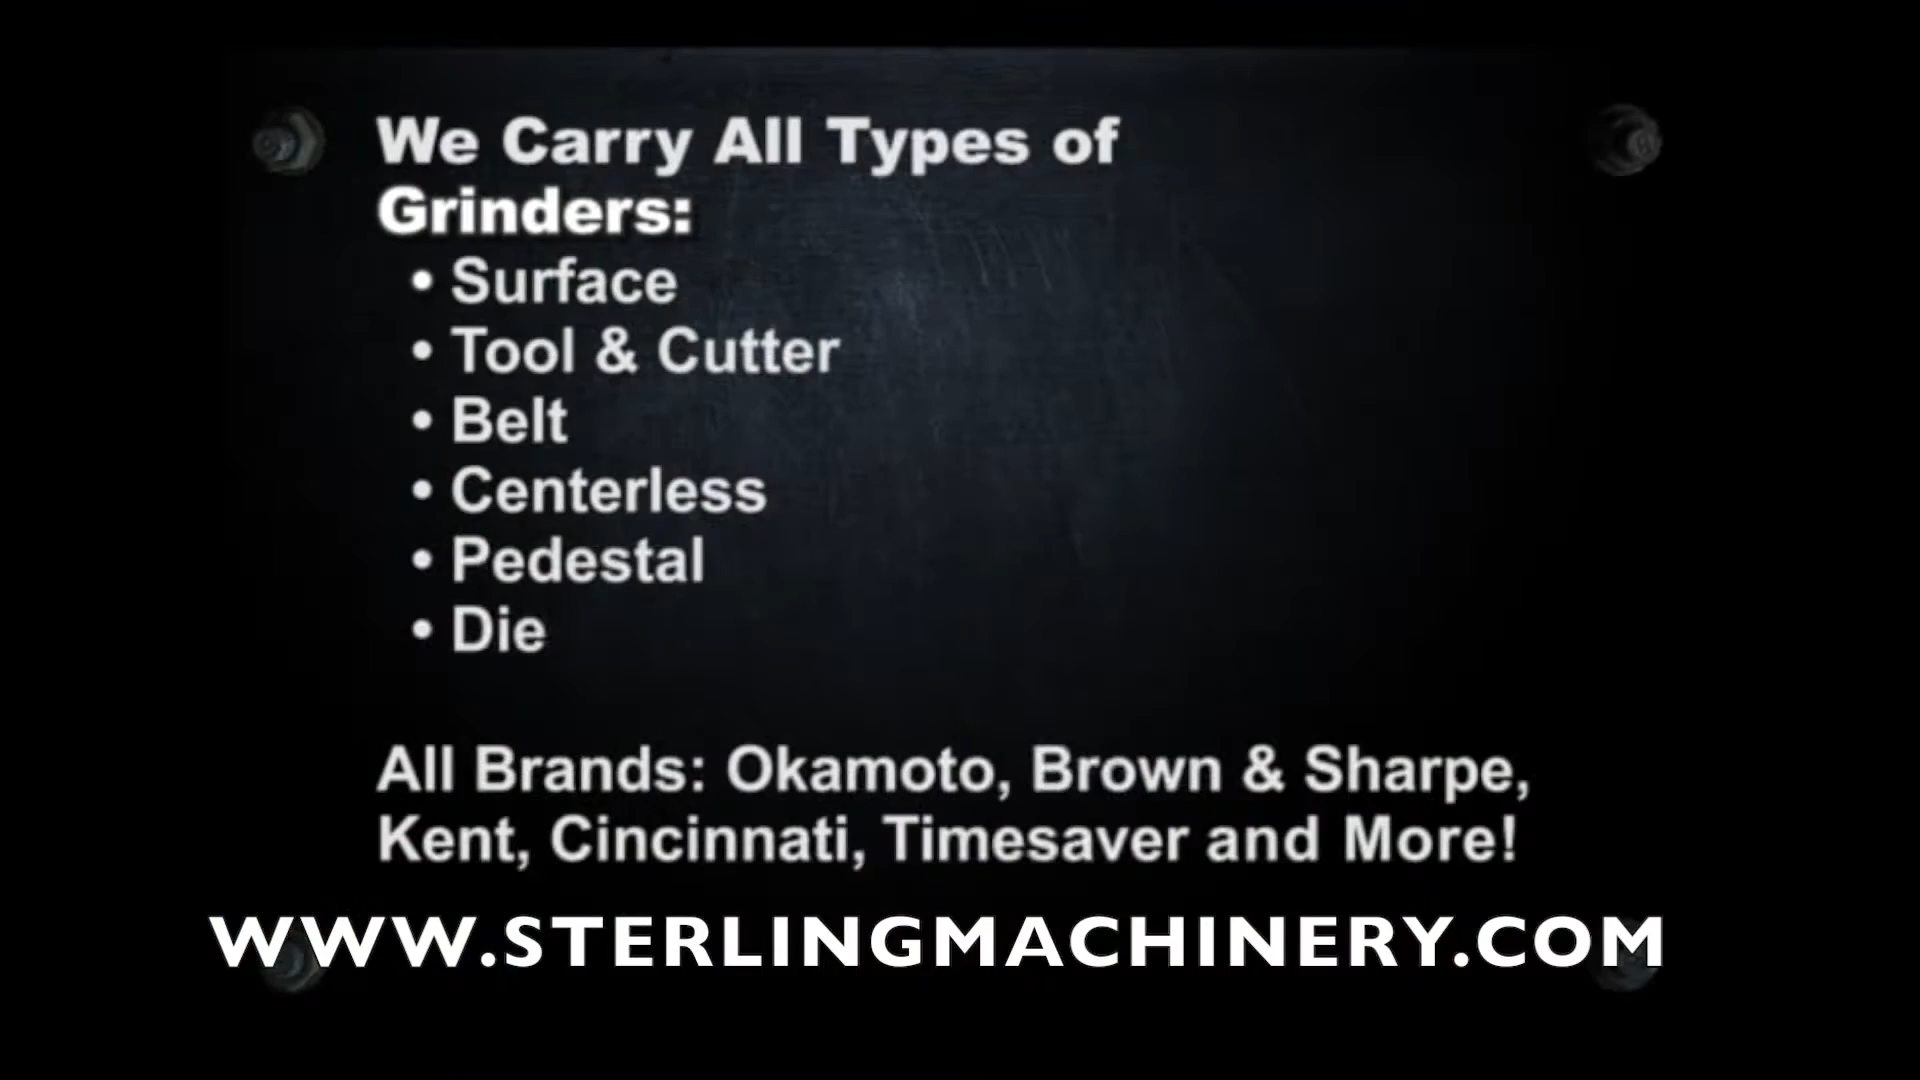 We Carry All Types of
Grinders:
• Surface
• Tool & Cutter
• Belt
• Centerless
• Pedestal
• Die
All Brands: Okamoto, Brown & Sharpe,
Kent, Cincinnati, Timesaver and More!
WWW.STERLINGMACHINERY.COM